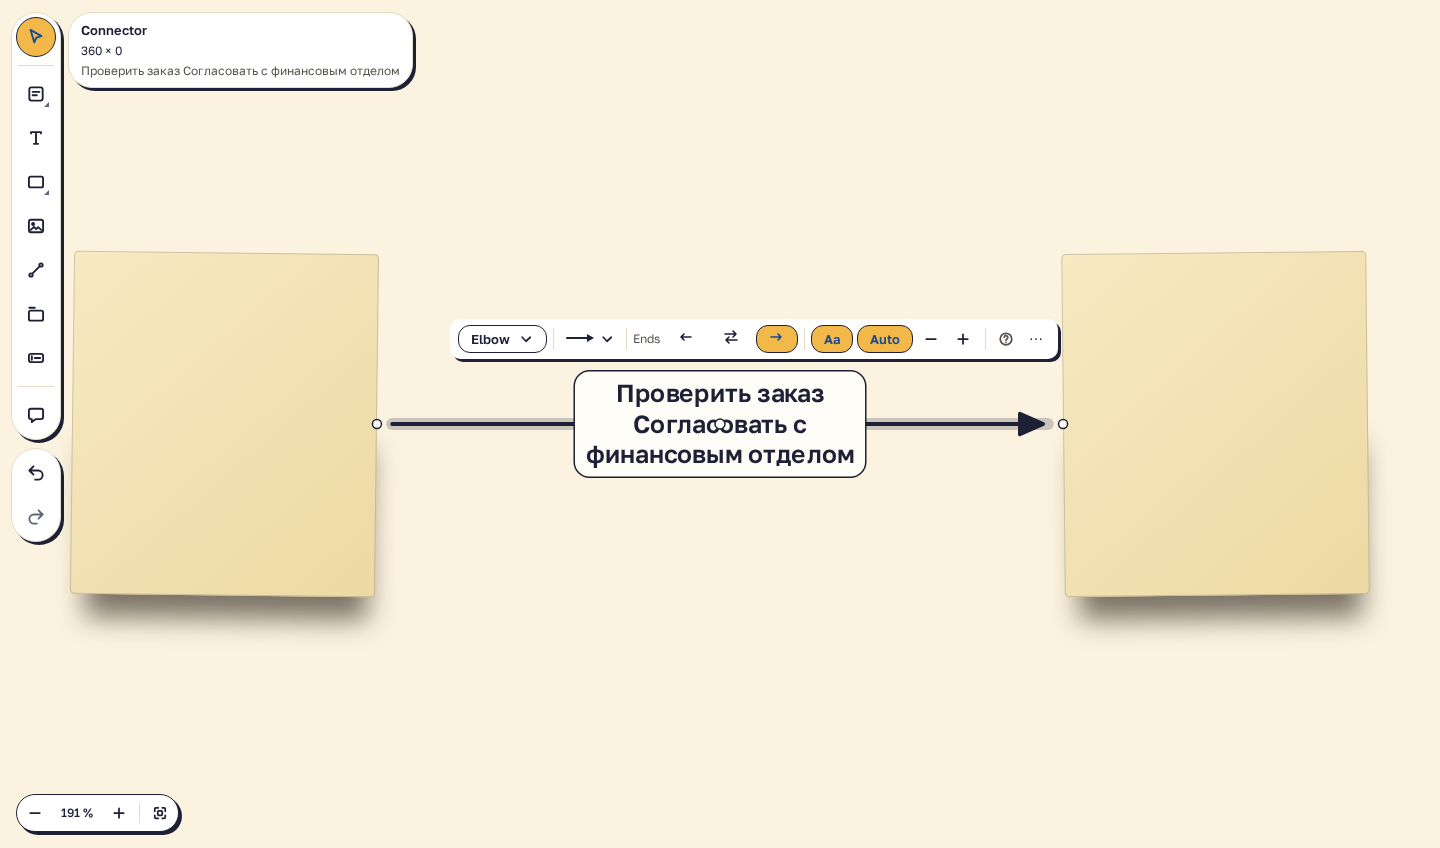 Connector
360 × 0
Проверить заказ Согласовать с финансовым отделом
Elbow
Ends
Aa
Auto
Проверить заказ
Согласовать с
финансовым отделом
191 %